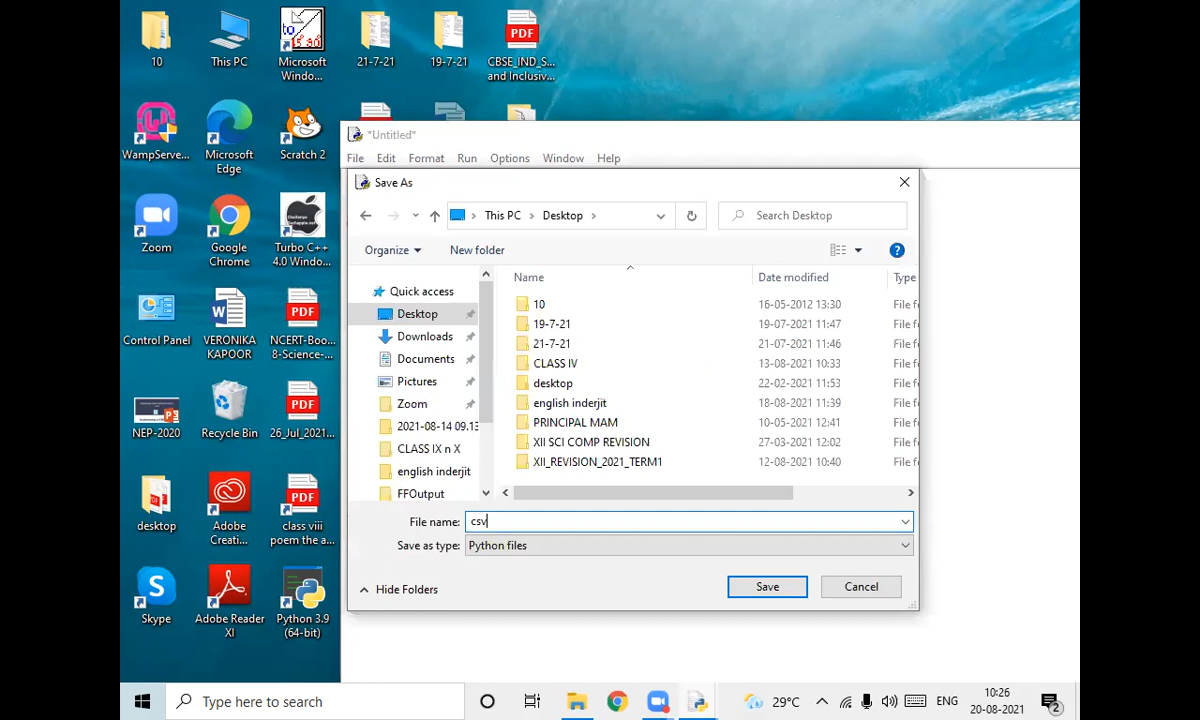 10
This PC
Microsoft
Windo...
21-7-21
19-7-21
PDF
CBSE_IND_S...
and Inclusiv...
WampServe...
Microsoft
Edge
Scratch 2
*Untitled*
File Edit Format Run Options Window Help
Save As
This PC > Desktop >
Search Desktop
Organize
New folder
Zoom
Google
Chrome
Turbo C++
4.0 Windo...
Name
Date modified
Type
Quick access
Desktop
Downloads
Documents
Pictures
Zoom
2021-08-14 09.13
CLASS IX n X
english inderjit
FFOutput
10 16-05-2012 13:30 File f
19-7-21 19-07-2021 11:47 File f
21-7-21 21-07-2021 11:46 File f
CLASS IV 13-08-2021 10:33 File f
desktop 22-02-2021 11:53 File f
english inderjit 18-08-2021 11:39 File f
PRINCIPAL MAM 10-05-2021 12:41 File f
XII SCI COMP REVISION 27-03-2021 12:02 File f
XII_REVISION_2021_TERM1 12-08-2021 10:40 File f
Control Panel
VERONIKA
KAPOOR
PDF
NCERT-Boo...
8-Science-...
NEP-2020
Recycle Bin
PDF
26_Jul_2021...
desktop
Adobe
Creati...
PDF
class viii
poem the a...
File name: csv
Save as type: Python files
Hide Folders
Save
Cancel
Skype
Adobe Reader
XI
Python 3.9
(64-bit)
Type here to search
29°C
ENG
10:26
20-08-2021
2